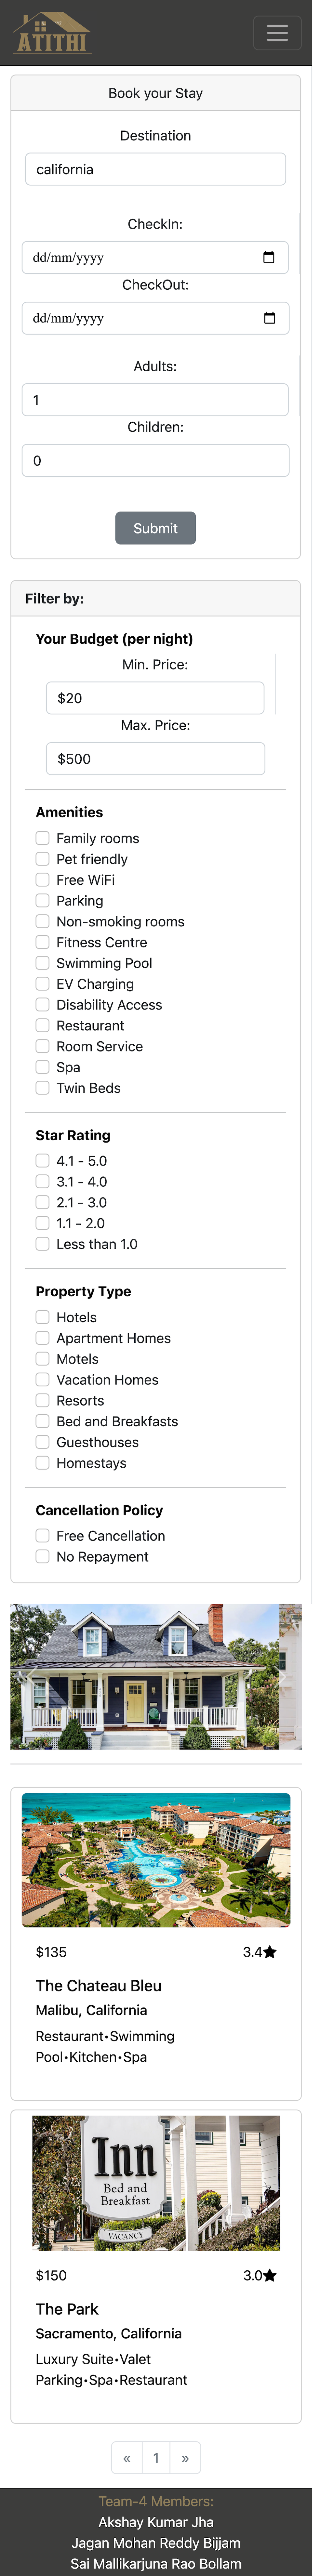 ATITHI
Book your Stay
Destination
california
CheckIn:
dd/mm/yyyy
CheckOut:
dd/mm/yyyy
Adults:
1
Children:
0
Submit
Filter by:
Your Budget (per night)
Min. Price:
$20
Max. Price:
$500
Amenities
Family rooms
Pet friendly
Free WiFi
Parking
Non-smoking rooms
Fitness Centre
Swimming Pool
EV Charging
Disability Access
Restaurant
Room Service
Spa
Twin Beds
Star Rating
4.1 - 5.0
3.1 - 4.0
2.1 - 3.0
1.1 - 2.0
Less than 1.0
Property Type
Hotels
Apartment Homes
Motels
Vacation Homes
Resorts
Bed and Breakfasts
Guesthouses
Homestays
Cancellation Policy
Free Cancellation
No Repayment
$135 3.4★
The Chateau Bleu
Malibu, California
Restaurant•Swimming
Pool•Kitchen•Spa
Inn
Bed and
Breakfast
VACANCY
$150 3.0★
The Park
Sacramento, California
Luxury Suite•Valet
Parking•Spa•Restaurant
« 1 »
Team-4 Members:
Akshay Kumar Jha
Jagan Mohan Reddy Bijjam
Sai Mallikarjuna Rao Bollam